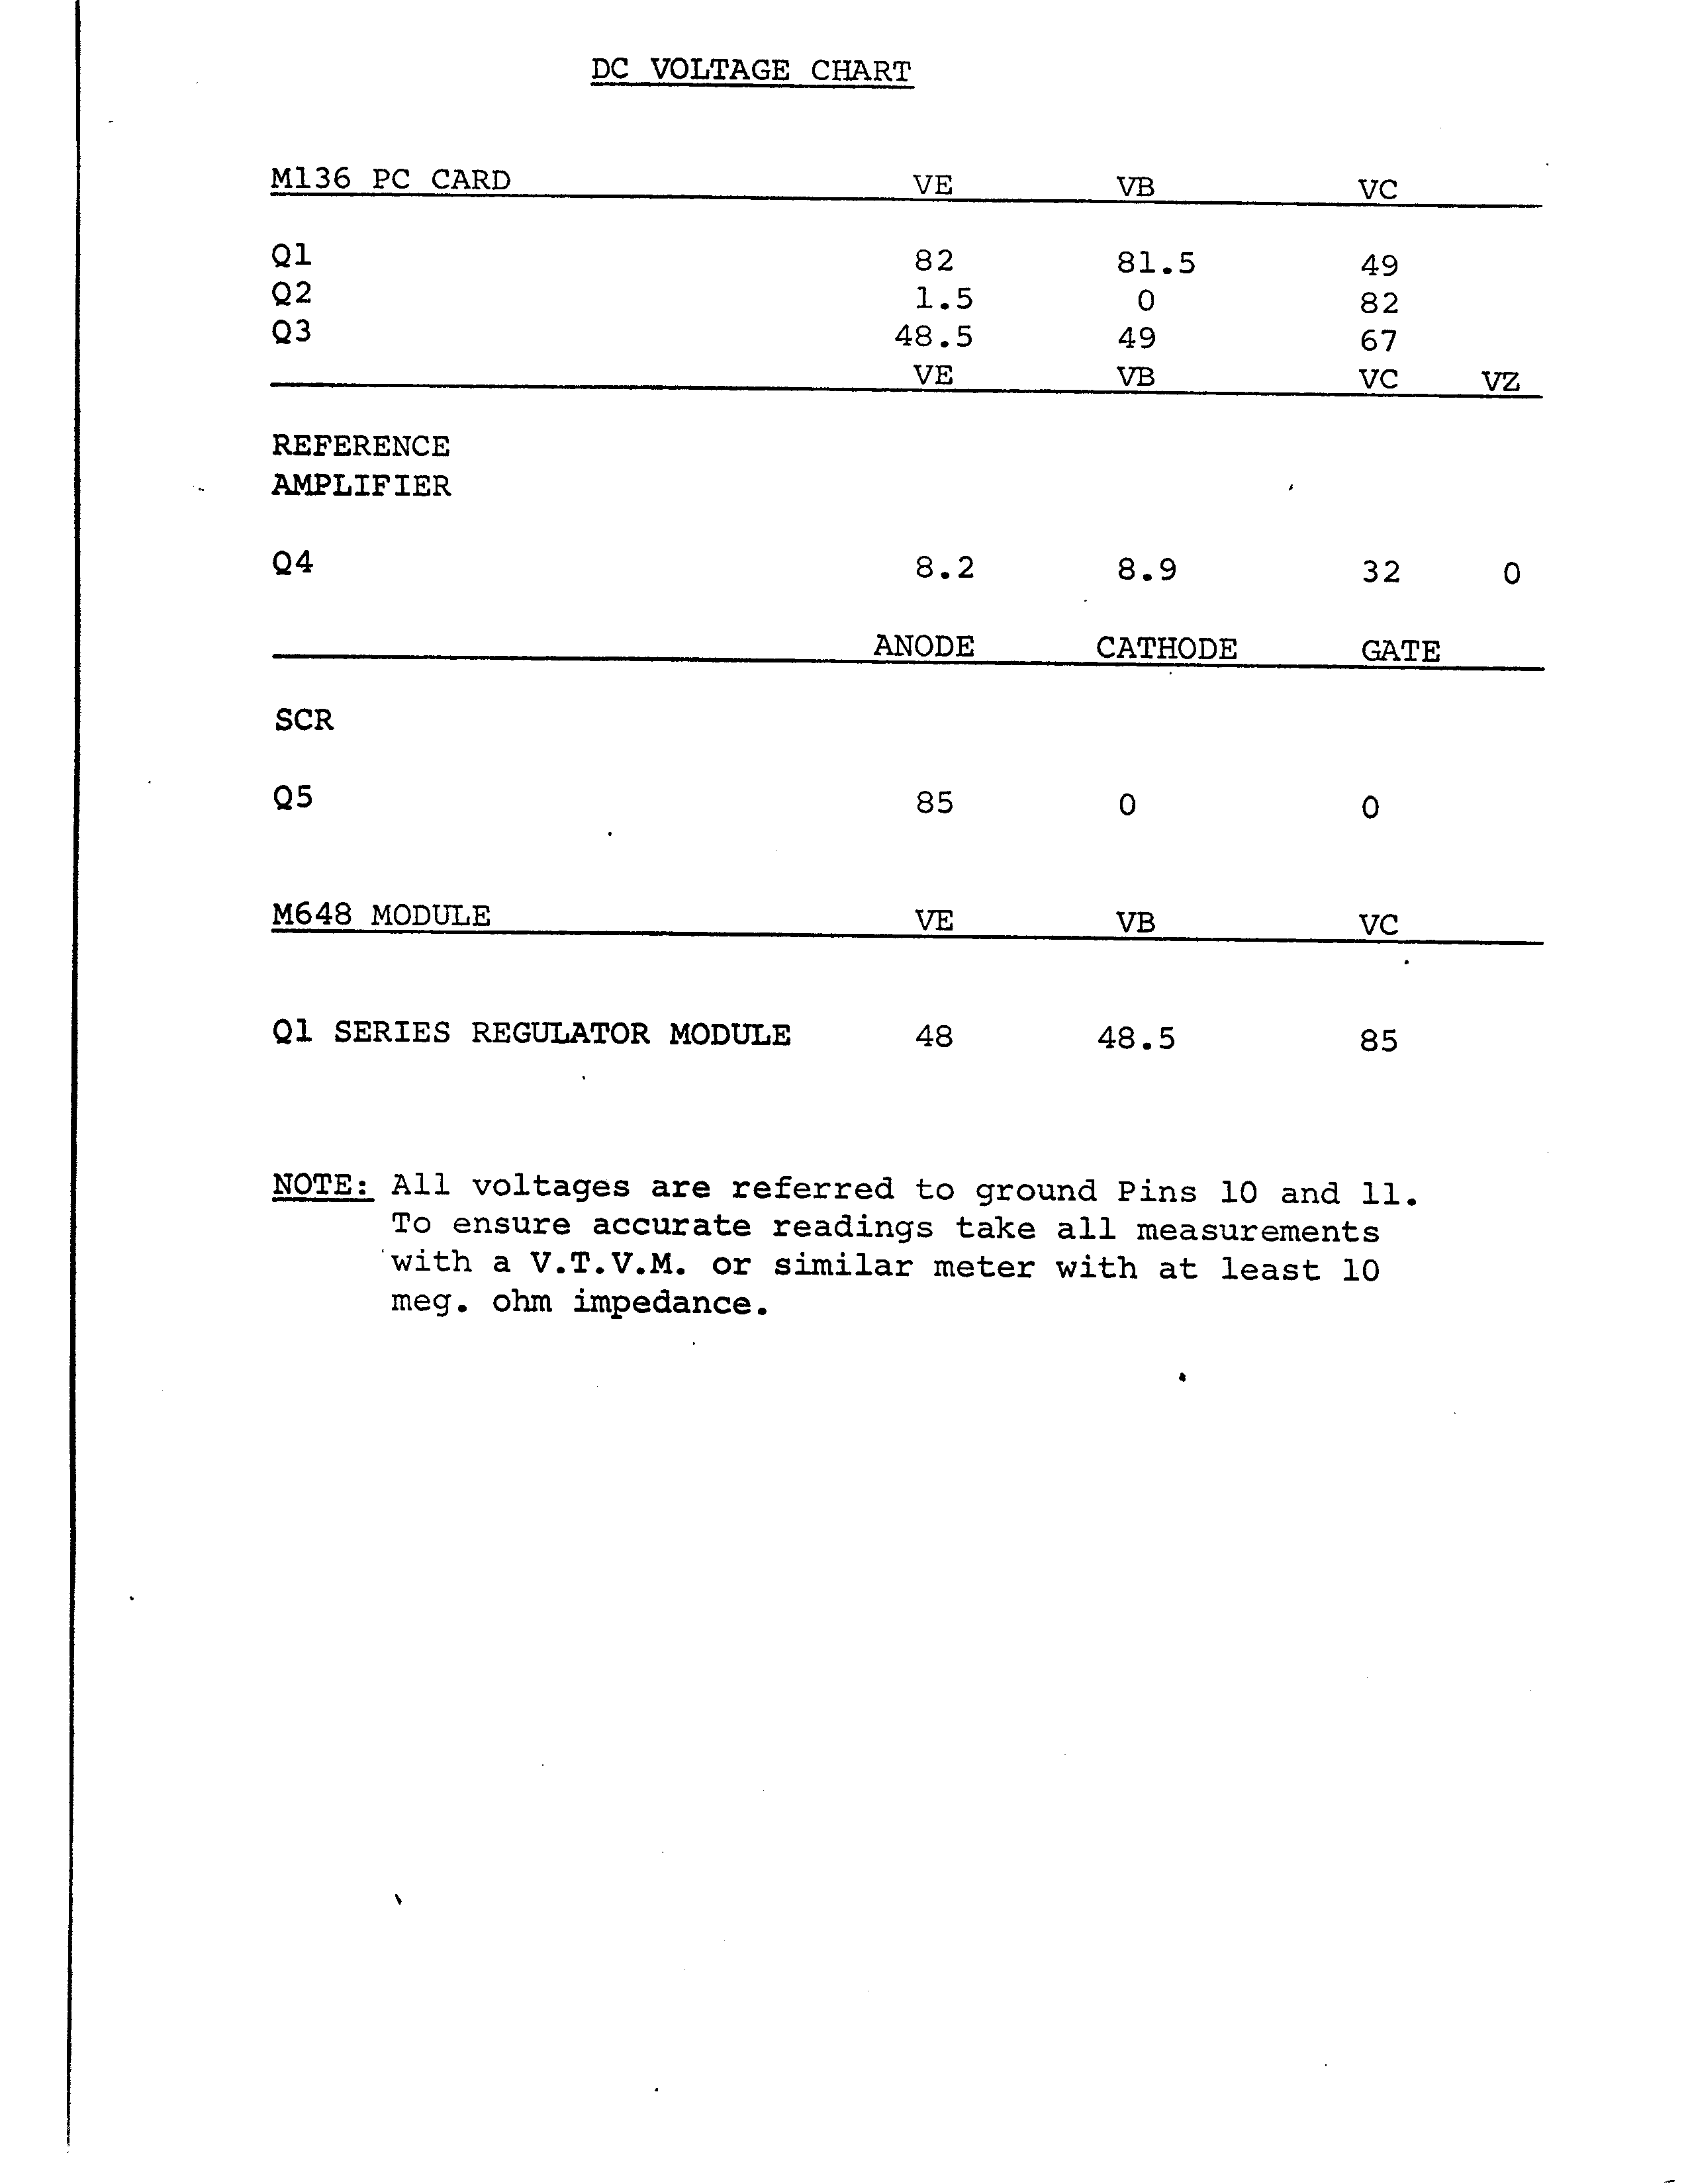 DC VOLTAGE CHART
M136 PC CARD VE VB VC
Q1 82 81.5 49
Q2 1.5 0 82
Q3 48.5 49 67
VE VB VC VZ
REFERENCE
AMPLIFIER
Q4 8.2 8.9 32 0
ANODE CATHODE GATE
SCR
Q5 85 0 0
M648 MODULE VE VB VC
Q1 SERIES REGULATOR MODULE 48 48.5 85
NOTE: All voltages are referred to ground Pins 10 and 11.
To ensure accurate readings take all measurements
with a V.T.V.M. or similar meter with at least 10
meg. ohm impedance.